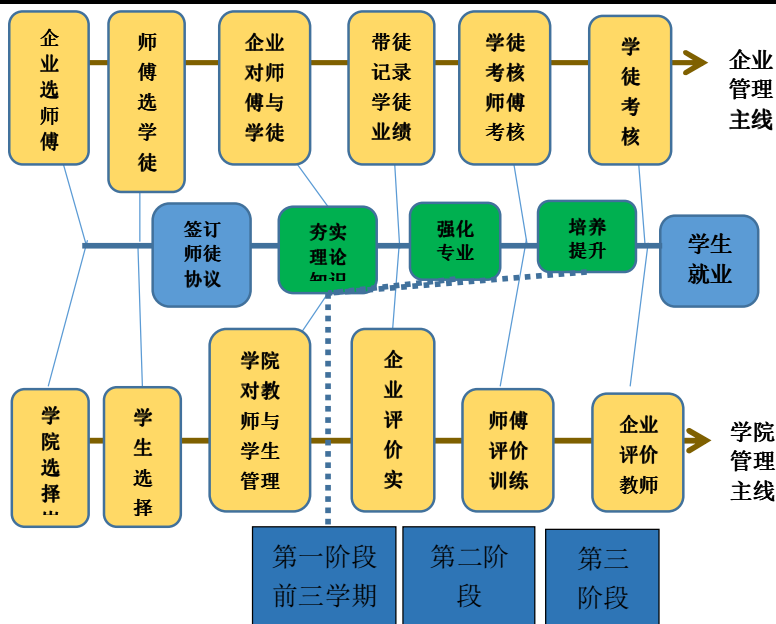 企
业
选
师
傅
师
傅
选
学
徒
企业
对师
傅与
学徒
带徒
记录
学徒
业绩
学徒
考核
师傅
考核
学
徒
考
核
企业
管理
主线
签订
师徒
协议
夯实
理论
知识
强化
专业
培养
提升
学生
就业
学
院
选
择
学
生
选
择
学院
对教
师与
学生
管理
企
业
评
价
实
师傅
评价
训练
企业
评价
教师
学院
管理
主线
第一阶段
前三学期
第二阶
段
第三
阶段